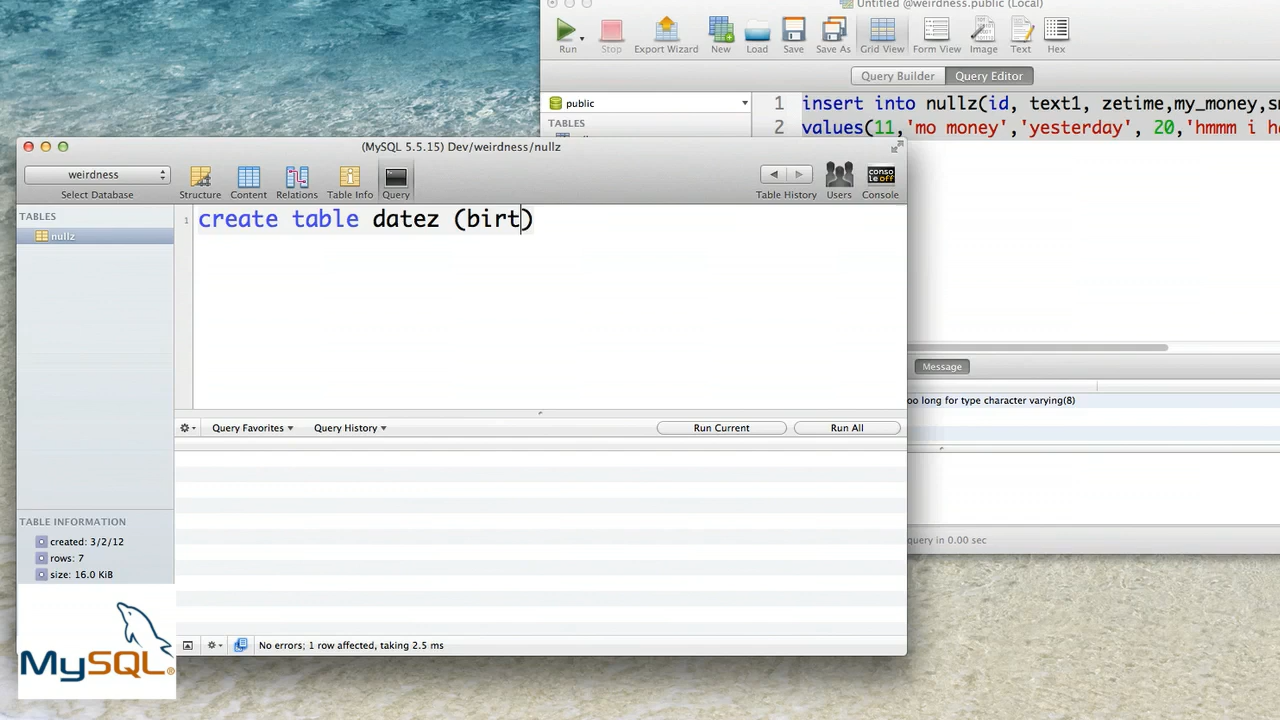 Untitled @weirdness.public (Local)
Run Stop Export Wizard New Load Save Save As Grid View Form View Image Text Hex
Query Builder Query Editor
public
TABLES
1 insert into nullz(id, text1, zetime,my_money,s
2 values(11,'mo money','yesterday', 20,'hmmm i h
(MySQL 5.5.15) Dev/weirdness/nullz
weirdness
Select Database Structure Content Relations Table Info Query Table History Users Console
conso
le off
TABLES
nullz
1 create table datez (birt)
Message
oo long for type character varying(8)
Query Favorites Query History Run Current Run All
TABLE INFORMATION
created: 3/2/12
rows: 7
size: 16.0 KiB
query in 0.00 sec
No errors; 1 row affected, taking 2.5 ms
MySQL®